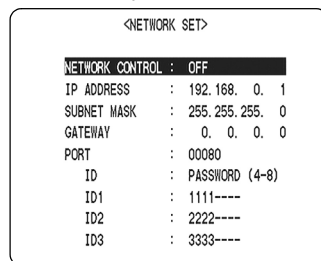 <NETWORK SET>
NETWORK CONTROL : OFF
IP ADDRESS : 192.168. 0. 1
SUBNET MASK : 255.255.255. 0
GATEWAY : 0. 0. 0. 0
PORT : 00080
ID : PASSWORD (4-8)
ID1 : 1111----
ID2 : 2222----
ID3 : 3333----